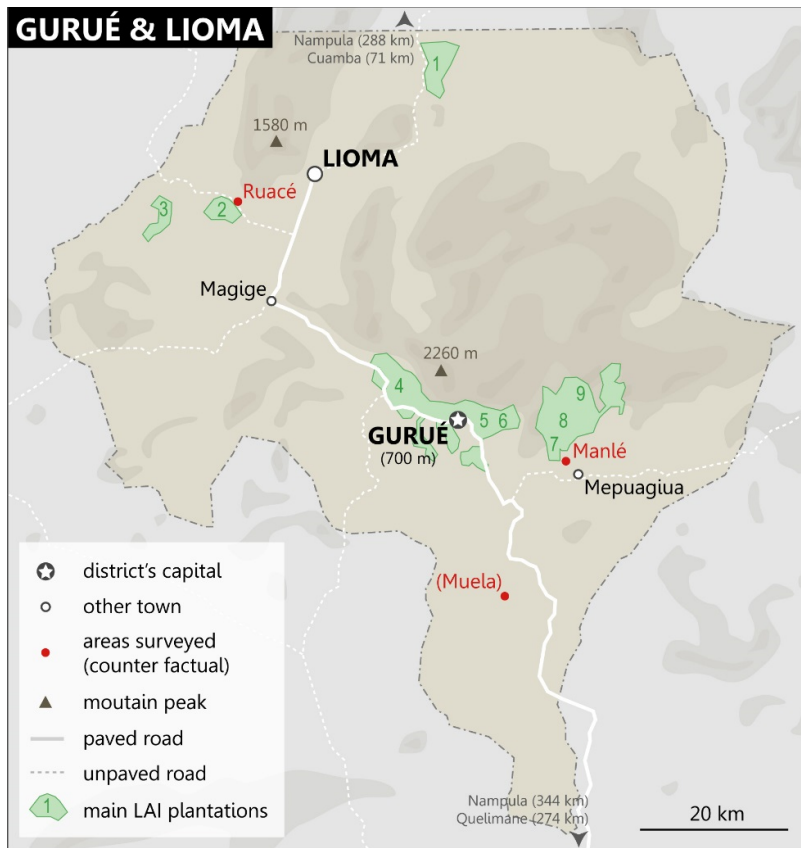 GURUÉ & LIOMA
Nampula (288 km)
Cuamba (71 km)
1
1580 m
LIOMA
Ruacé
3
2
Magige
2260 m
4
9
8
5 6
7
GURUÉ
(700 m)
Manlé
Mepuagiua
(Muela)
district's capital
other town
areas surveyed
(counter factual)
moutain peak
paved road
unpaved road
1
main LAI plantations
Nampula (344 km)
Quelimane (274 km)
20 km